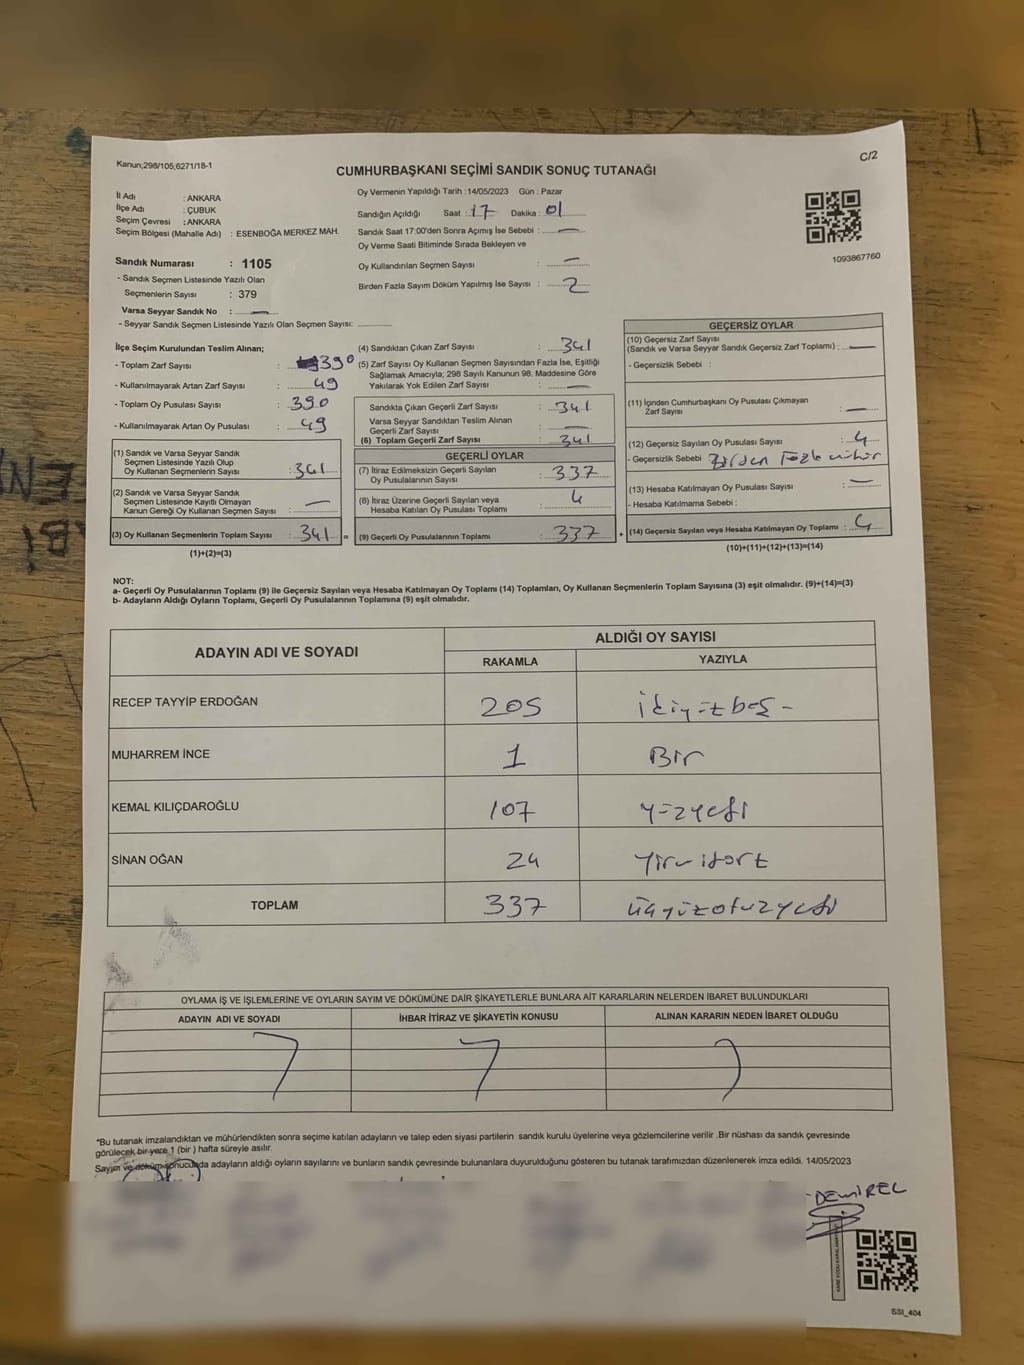 Kanun;298/105;6271/18-1
C/2
CUMHURBAŞKANI SEÇİMİ SANDIK SONUÇ TUTANAĞI
İl Adı : ANKARA
İlçe Adı : ÇUBUK
Seçim Çevresi : ANKARA
Seçim Bölgesi (Mahalle Adı) : ESENBOĞA MERKEZ MAH.
Sandık Numarası : 1105
- Sandık Seçmen Listesinde Yazılı Olan
Seçmenlerin Sayısı : 379
Varsa Seyyar Sandık No : —
- Seyyar Sandık Seçmen Listesinde Yazılı Olan Seçmen Sayısı:
Oy Vermenin Yapıldığı Tarih : 14/05/2023 Gün : Pazar
Sandığın Açıldığı Saat : 17 Dakika : 01
Sandık Saat 17:00'den Sonra Açımış İse Sebebi : —
Oy Verme Saati Bitiminde Sırada Bekleyen ve
Oy Kullandırılan Seçmen Sayısı : —
Birden Fazla Sayım Döküm Yapılmış İse Sayısı : 2
1093867760
İlçe Seçim Kurulundan Teslim Alınan;
- Toplam Zarf Sayısı : 390
- Kullanılmayarak Artan Zarf Sayısı : 49
- Toplam Oy Pusulası Sayısı : 390
- Kullanılmayarak Artan Oy Pusulası : 49
(1) Sandık ve Varsa Seyyar Sandık
Seçmen Listesinde Yazılı Olup
Oy Kullanan Seçmenlerin Sayısı : 341
(2) Sandık ve Varsa Seyyar Sandık
Seçmen Listesinde Kayıtlı Olmayan
Kanun Gereği Oy Kullanan Seçmen Sayısı : —
(3) Oy Kullanan Seçmenlerin Toplam Sayısı : 341 =
(1)+(2)=(3)
(4) Sandıktan Çıkan Zarf Sayısı : 341
(5) Zarf Sayısı Oy Kullanan Seçmen Sayısından Fazla İse, Eşitliği
Sağlamak Amacıyla; 298 Sayılı Kanunun 98. Maddesine Göre
Yakılarak Yok Edilen Zarf Sayısı : —
Sandıkta Çıkan Geçerli Zarf Sayısı : 341
Varsa Seyyar Sandıktan Teslim Alınan
Geçerli Zarf Sayısı : —
(6) Toplam Geçerli Zarf Sayısı : 341
GEÇERLİ OYLAR
(7) İtiraz Edilmeksizin Geçerli Sayılan
Oy Pusulalarının Sayısı : 337
(8) İtiraz Üzerine Geçerli Sayılan veya
Hesaba Katılan Oy Pusulası Toplamı : 4
(9) Geçerli Oy Pusulalarının Toplamı : 337 +
GEÇERSİZ OYLAR
(10) Geçersiz Zarf Sayısı
(Sandık ve Varsa Seyyar Sandık Geçersiz Zarf Toplamı) : —
- Geçersizlik Sebebi :
(11) İçinden Cumhurbaşkanı Oy Pusulası Çıkmayan
Zarf Sayısı : —
(12) Geçersiz Sayılan Oy Pusulası Sayısı : 4
- Geçersizlik Sebebi : Birden Fazla mühür
(13) Hesaba Katılmayan Oy Pusulası Sayısı : —
- Hesaba Katılmama Sebebi :
(14) Geçersiz Sayılan veya Hesaba Katılmayan Oy Toplamı : 4
(10)+(11)+(12)+(13)=(14)
NOT:
a- Geçerli Oy Pusulalarının Toplamı (9) ile Geçersiz Sayılan veya Hesaba Katılmayan Oy Toplamı (14) Toplamları, Oy Kullanan Seçmenlerin Toplam Sayısına (3) eşit olmalıdır. (9)+(14)=(3)
b- Adayların Aldığı Oyların Toplamı, Geçerli Oy Pusulalarının Toplamına (9) eşit olmalıdır.
ADAYIN ADI VE SOYADI
ALDIĞI OY SAYISI
RAKAMLA YAZIYLA
RECEP TAYYİP ERDOĞAN 205 ikiyüzbeş -
MUHARREM İNCE 1 Bir
KEMAL KILIÇDAROĞLU 107 yüzyedi
SİNAN OĞAN 24 yirmidört
TOPLAM 337 üçyüzotuzyedi
OYLAMA İŞ VE İŞLEMLERİNE VE OYLARIN SAYIM VE DÖKÜMÜNE DAİR ŞİKAYETLERLE BUNLARA AİT KARARLARIN NELERDEN İBARET BULUNDUKLARI
ADAYIN ADI VE SOYADI İHBAR İTİRAZ VE ŞİKAYETİN KONUSU ALINAN KARARIN NEDEN İBARET OLDUĞU
*Bu tutanak imzalandıktan ve mühürlendikten sonra seçime katılan adayların ve talep eden siyasi partilerin sandık kurulu üyelerine veya gözlemcilerine verilir .Bir nüshası da sandık çevresinde
görülecek bir yere 1 (bir ) hafta süreyle asılır.
Sayım ve döküm sonucunda adayların aldığı oyların sayılarını ve bunların sandık çevresinde bulunanlara duyurulduğunu gösteren bu tutanak tarafımızdan düzenlenerek imza edildi. 14/05/2023
DEMİREL
SSI_404